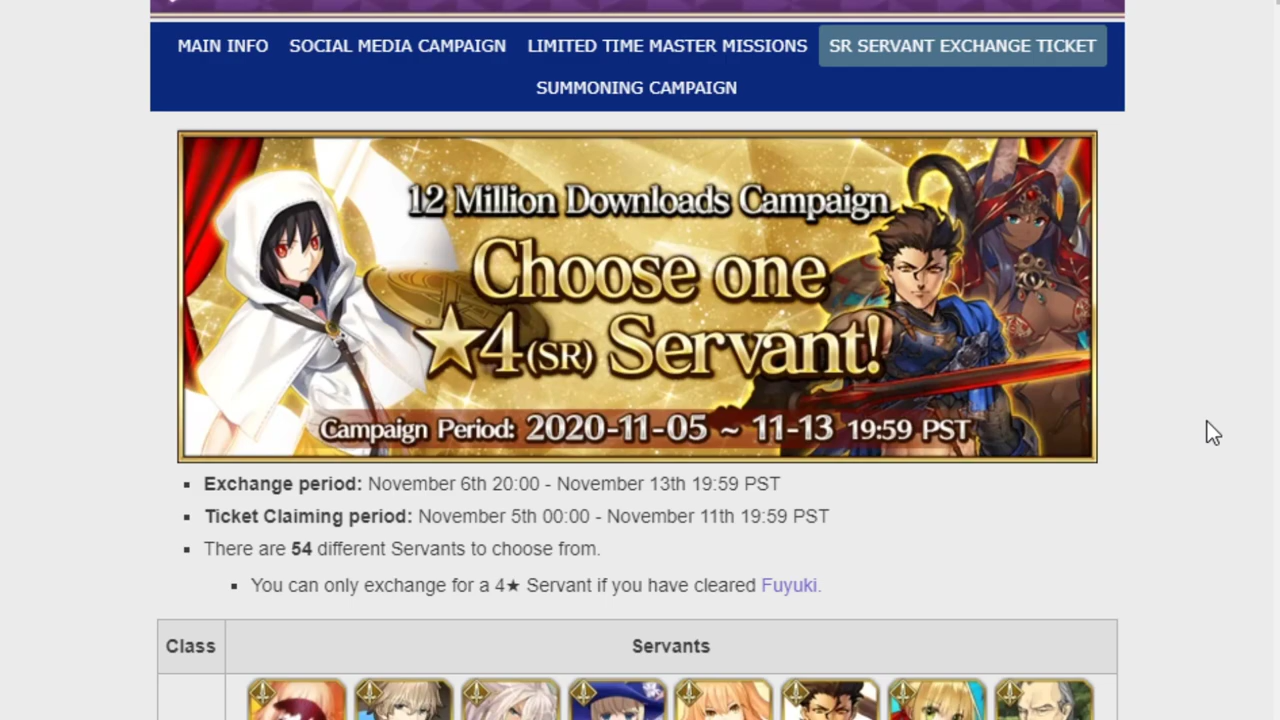 MAIN INFO SOCIAL MEDIA CAMPAIGN LIMITED TIME MASTER MISSIONS SR SERVANT EXCHANGE TICKET
SUMMONING CAMPAIGN
12 Million Downloads Campaign
Choose one
★4(SR) Servant!
Campaign Period: 2020-11-05 ~ 11-13 19:59 PST
Exchange period: November 6th 20:00 - November 13th 19:59 PST
Ticket Claiming period: November 5th 00:00 - November 11th 19:59 PST
There are 54 different Servants to choose from.
You can only exchange for a 4★ Servant if you have cleared Fuyuki.
Class Servants